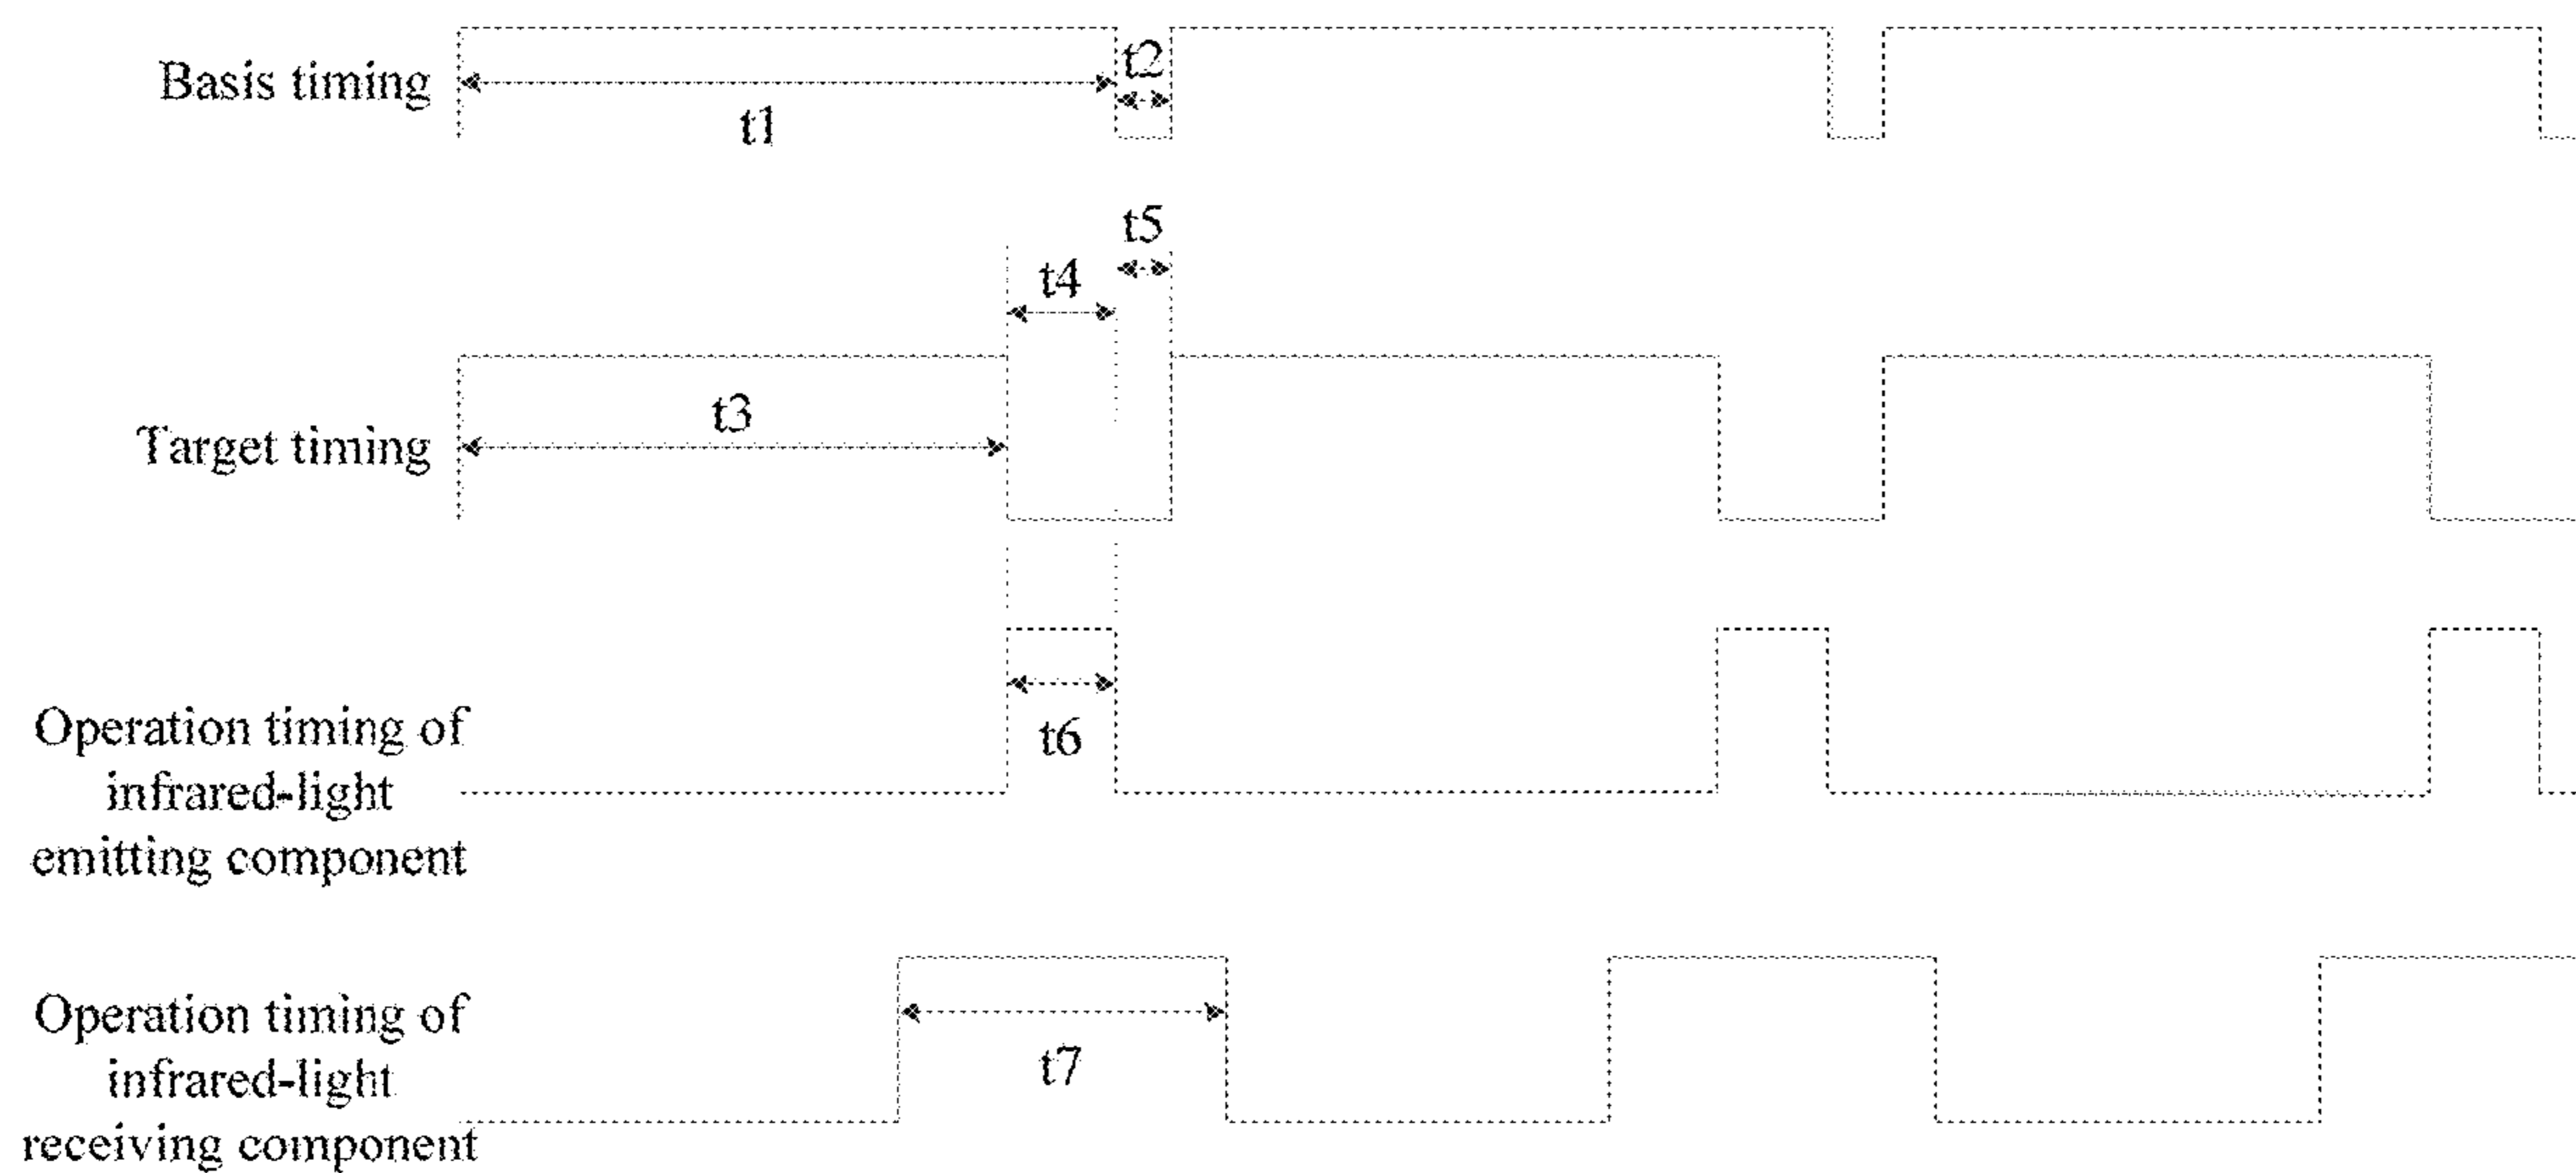 Basis timing
t1
t2
t5
t4
t3
Target timing
t6
Operation timing of
infrared-light
emitting component
Operation timing of
infrared-light
receiving component
t7